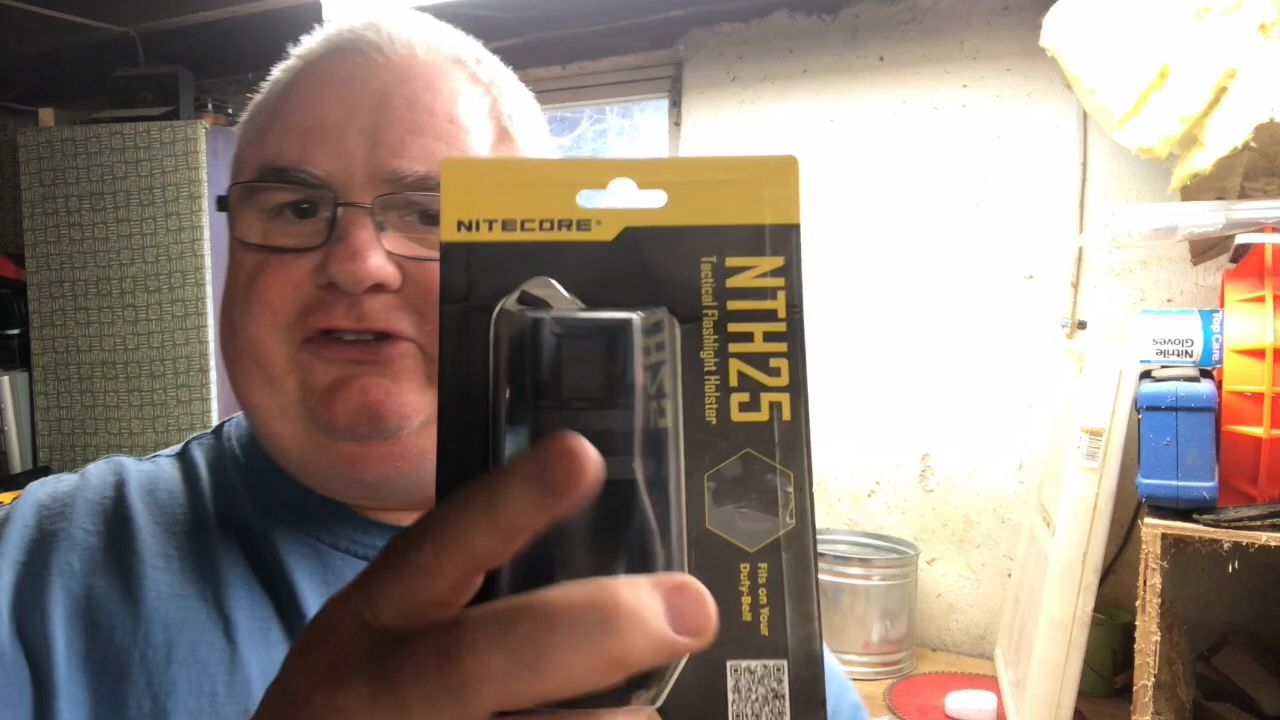 NITECORE®
NTH25
Tactical Flashlight Holster
Fits on Your
Duty-Belt
Top Care
Nitrile
Gloves